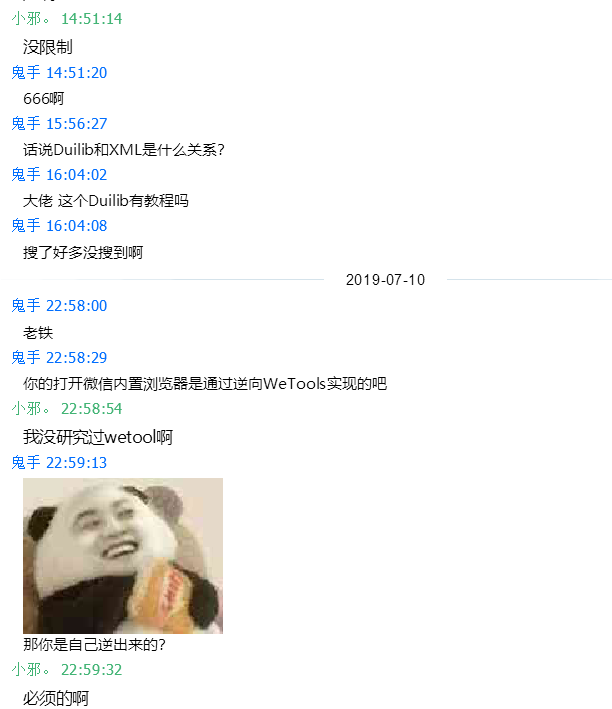 小邪。 14:51:14
没限制
鬼手 14:51:20
666啊
鬼手 15:56:27
话说Duilib和XML是什么关系?
鬼手 16:04:02
大佬 这个Duilib有教程吗
鬼手 16:04:08
搜了好多没搜到啊
2019-07-10
鬼手 22:58:00
老铁
鬼手 22:58:29
你的打开微信内置浏览器是通过逆向WeTools实现的吧
小邪。 22:58:54
我没研究过wetool啊
鬼手 22:59:13
那你是自己逆出来的?
小邪。 22:59:32
必须的啊